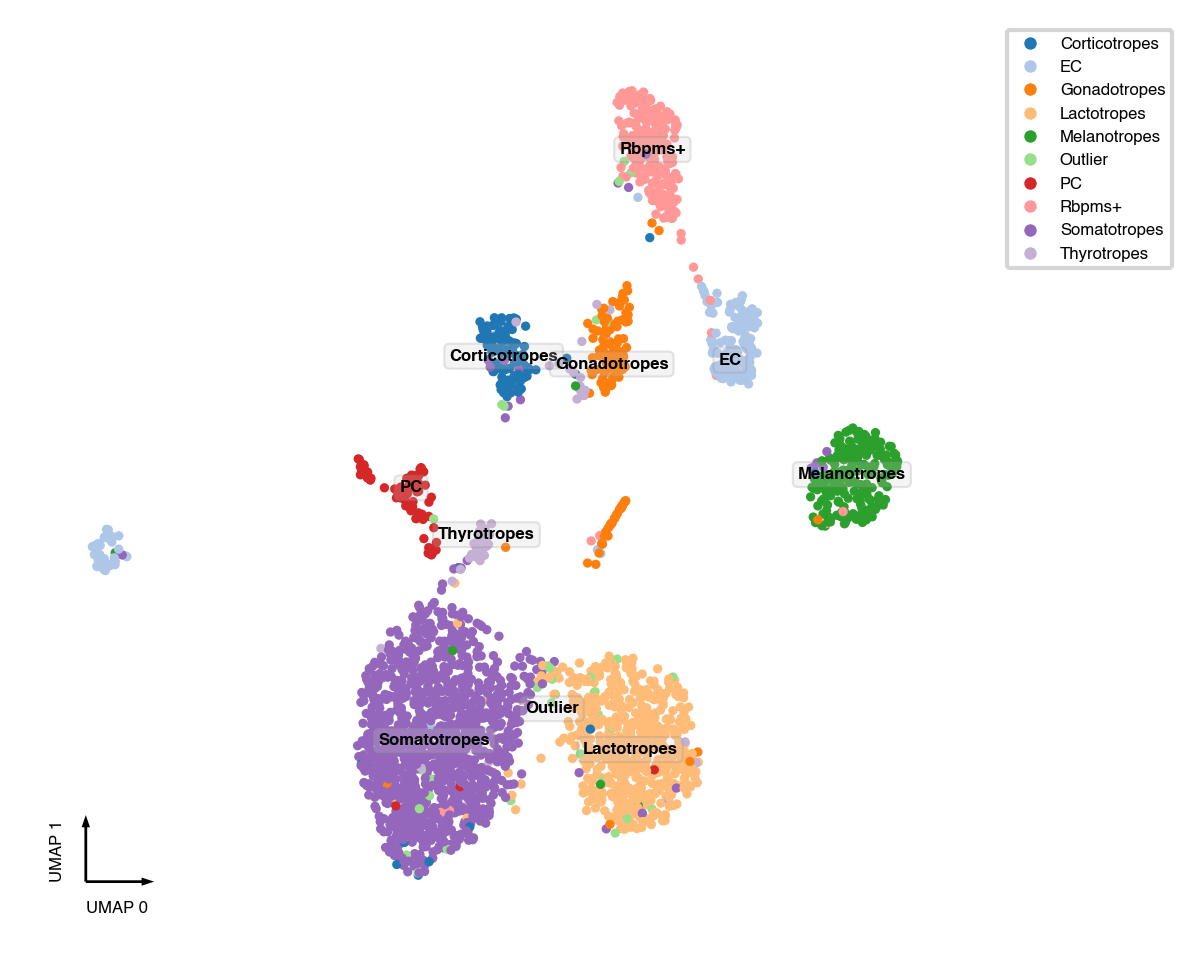 Corticotropes
EC
Gonadotropes
Lactotropes
Melanotropes
Outlier
PC
Rbpms+
Somatotropes
Thyrotropes
Rbpms+
Corticotropes
Gonadotropes
EC
Melanotropes
PC
Thyrotropes
Outlier
Somatotropes
Lactotropes
UMAP 1
UMAP 0